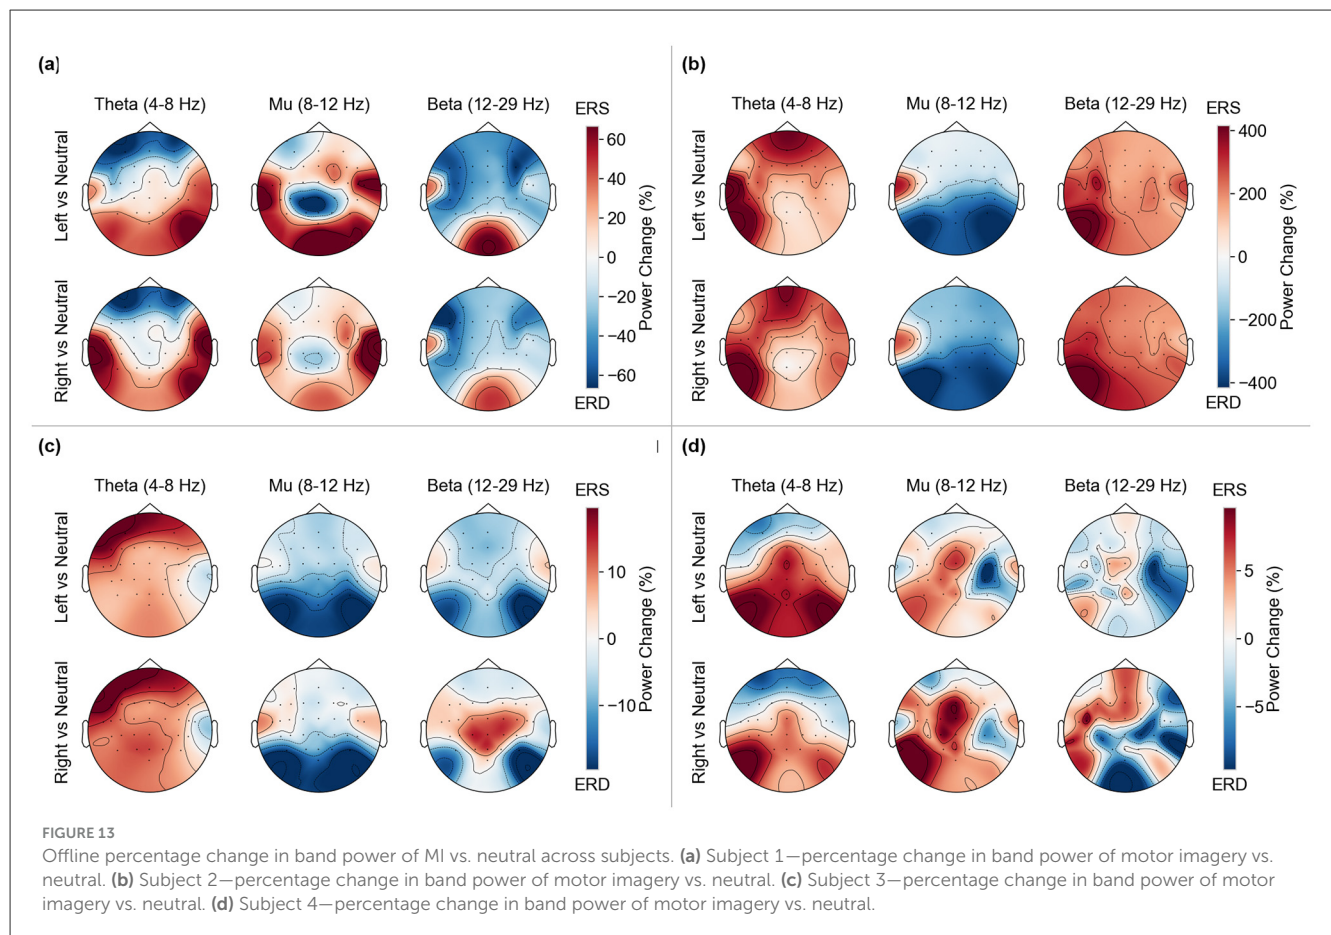 (a)
Theta (4-8 Hz) Mu (8-12 Hz) Beta (12-29 Hz) ERS
Left vs Neutral
Right vs Neutral
60
40
20
0
−20
−40
−60
Power Change (%)
ERD
(b)
Theta (4-8 Hz) Mu (8-12 Hz) Beta (12-29 Hz) ERS
Left vs Neutral
Right vs Neutral
400
200
0
−200
−400
Power Change (%)
ERD
(c)
Theta (4-8 Hz) Mu (8-12 Hz) Beta (12-29 Hz) ERS
Left vs Neutral
Right vs Neutral
10
0
−10
Power Change (%)
ERD
(d)
Theta (4-8 Hz) Mu (8-12 Hz) Beta (12-29 Hz) ERS
Left vs Neutral
Right vs Neutral
5
0
−5
Power Change (%)
ERD
FIGURE 13
Offline percentage change in band power of MI vs. neutral across subjects. (a) Subject 1—percentage change in band power of motor imagery vs.
neutral. (b) Subject 2—percentage change in band power of motor imagery vs. neutral. (c) Subject 3—percentage change in band power of motor
imagery vs. neutral. (d) Subject 4—percentage change in band power of motor imagery vs. neutral.